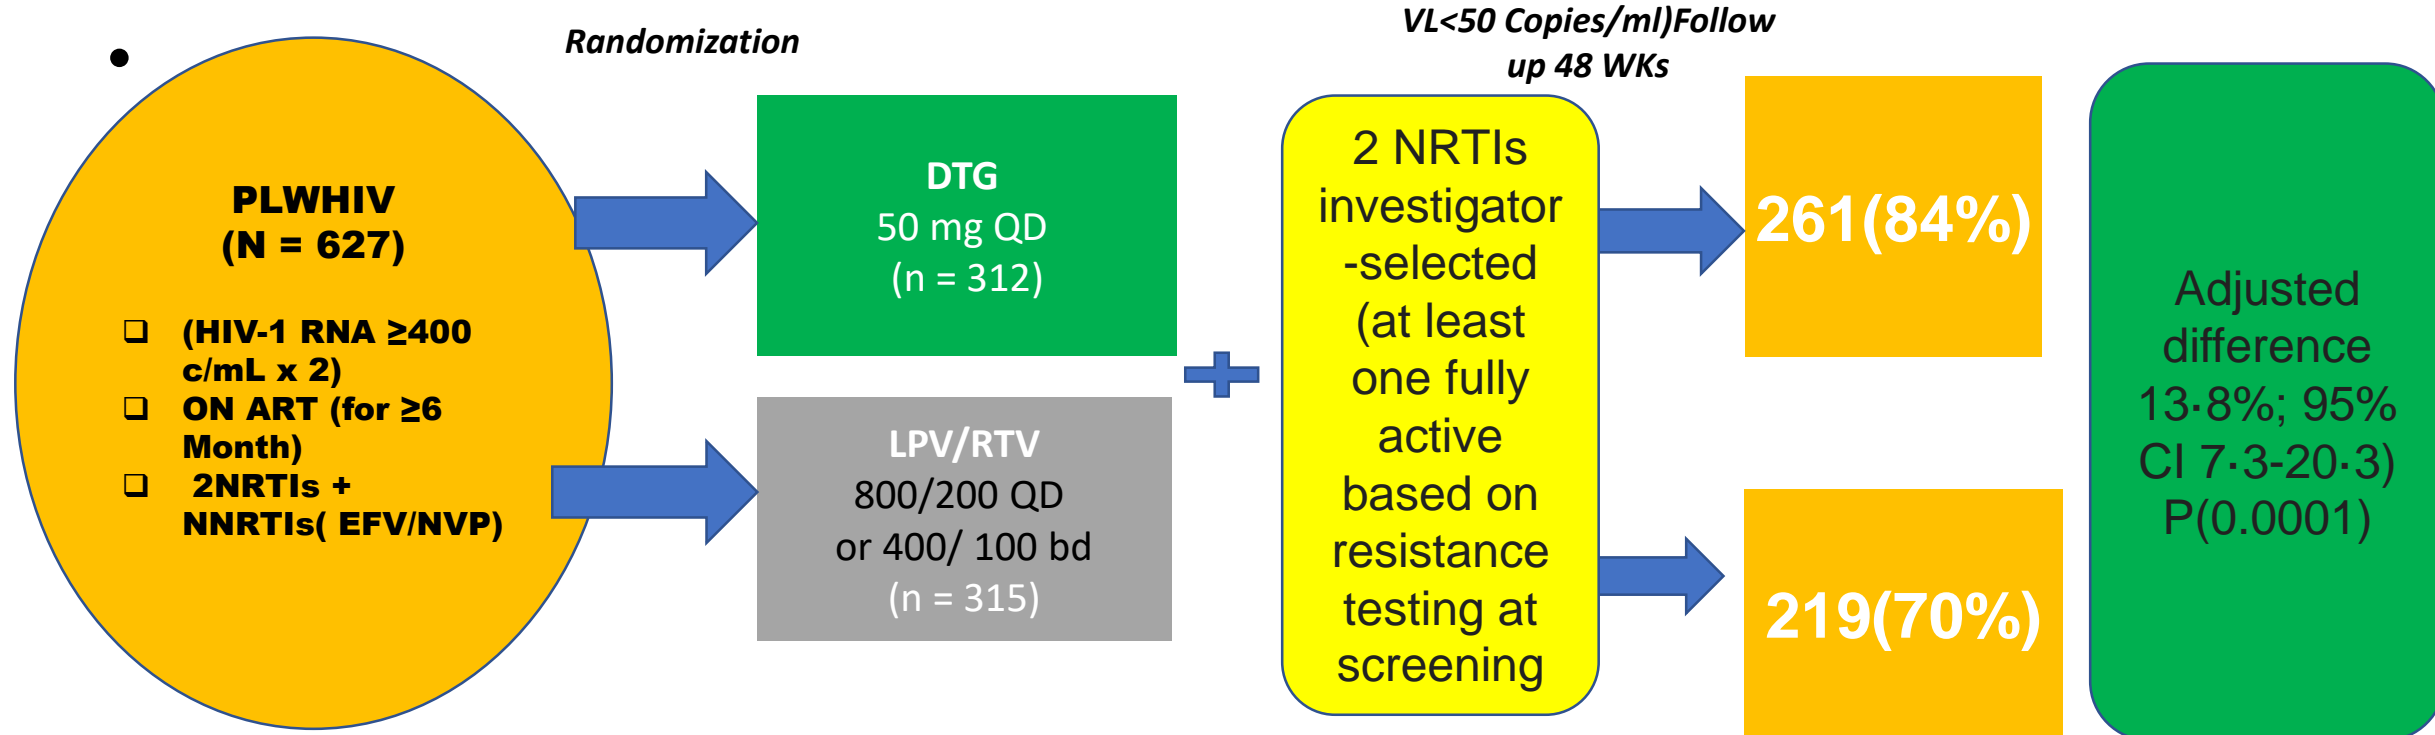 Randomization
VL<50 Copies/ml)Follow
up 48 WKs
PLWHIV
(N = 627)
❑ (HIV-1 RNA ≥400
c/mL x 2)
❑ ON ART (for ≥6
Month)
❑ 2NRTIs +
NNRTIs( EFV/NVP)
DTG
50 mg QD
(n = 312)
LPV/RTV
800/200 QD
or 400/ 100 bd
(n = 315)
2 NRTIs
investigator
-selected
(at least
one fully
active
based on
resistance
testing at
screening
261(84%)
219(70%)
Adjusted
difference
13·8%; 95%
CI 7·3-20·3)
P(0.0001)